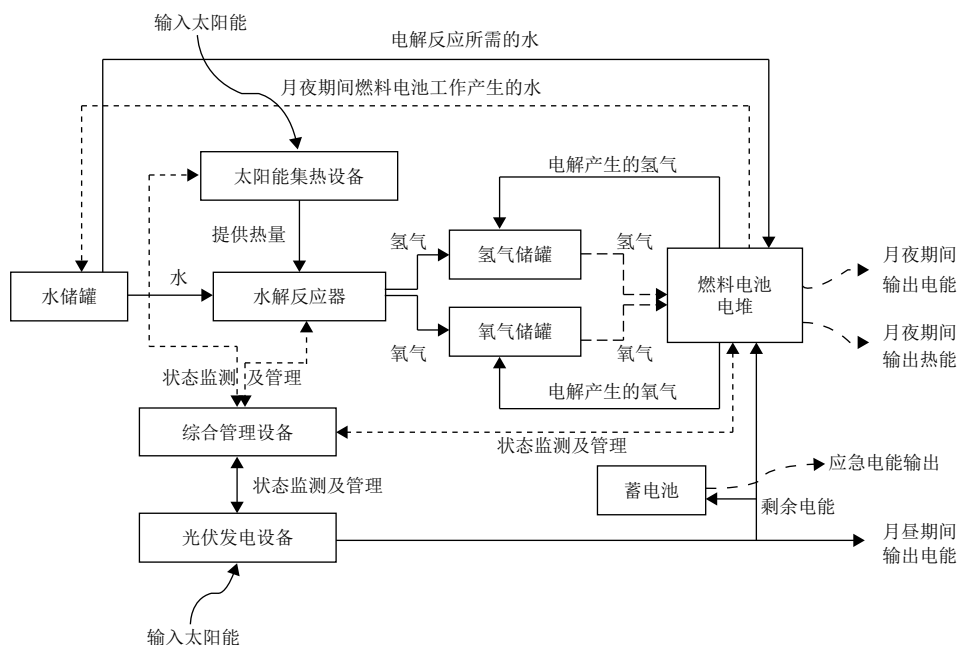 输入太阳能
电解反应所需的水
月夜期间燃料电池工作产生的水
太阳能集热设备
电解产生的氢气
提供热量
氢气
氢气储罐
氢气
月夜期间
输出电能
水储罐
水
水解反应器
燃料电池
电堆
氧气储罐
月夜期间
输出热能
氧气
氧气
状态监测
及管理
电解产生的氧气
综合管理设备
状态监测及管理
状态监测及管理
蓄电池
应急电能输出
剩余电能
光伏发电设备
月昼期间
输出电能
输入太阳能